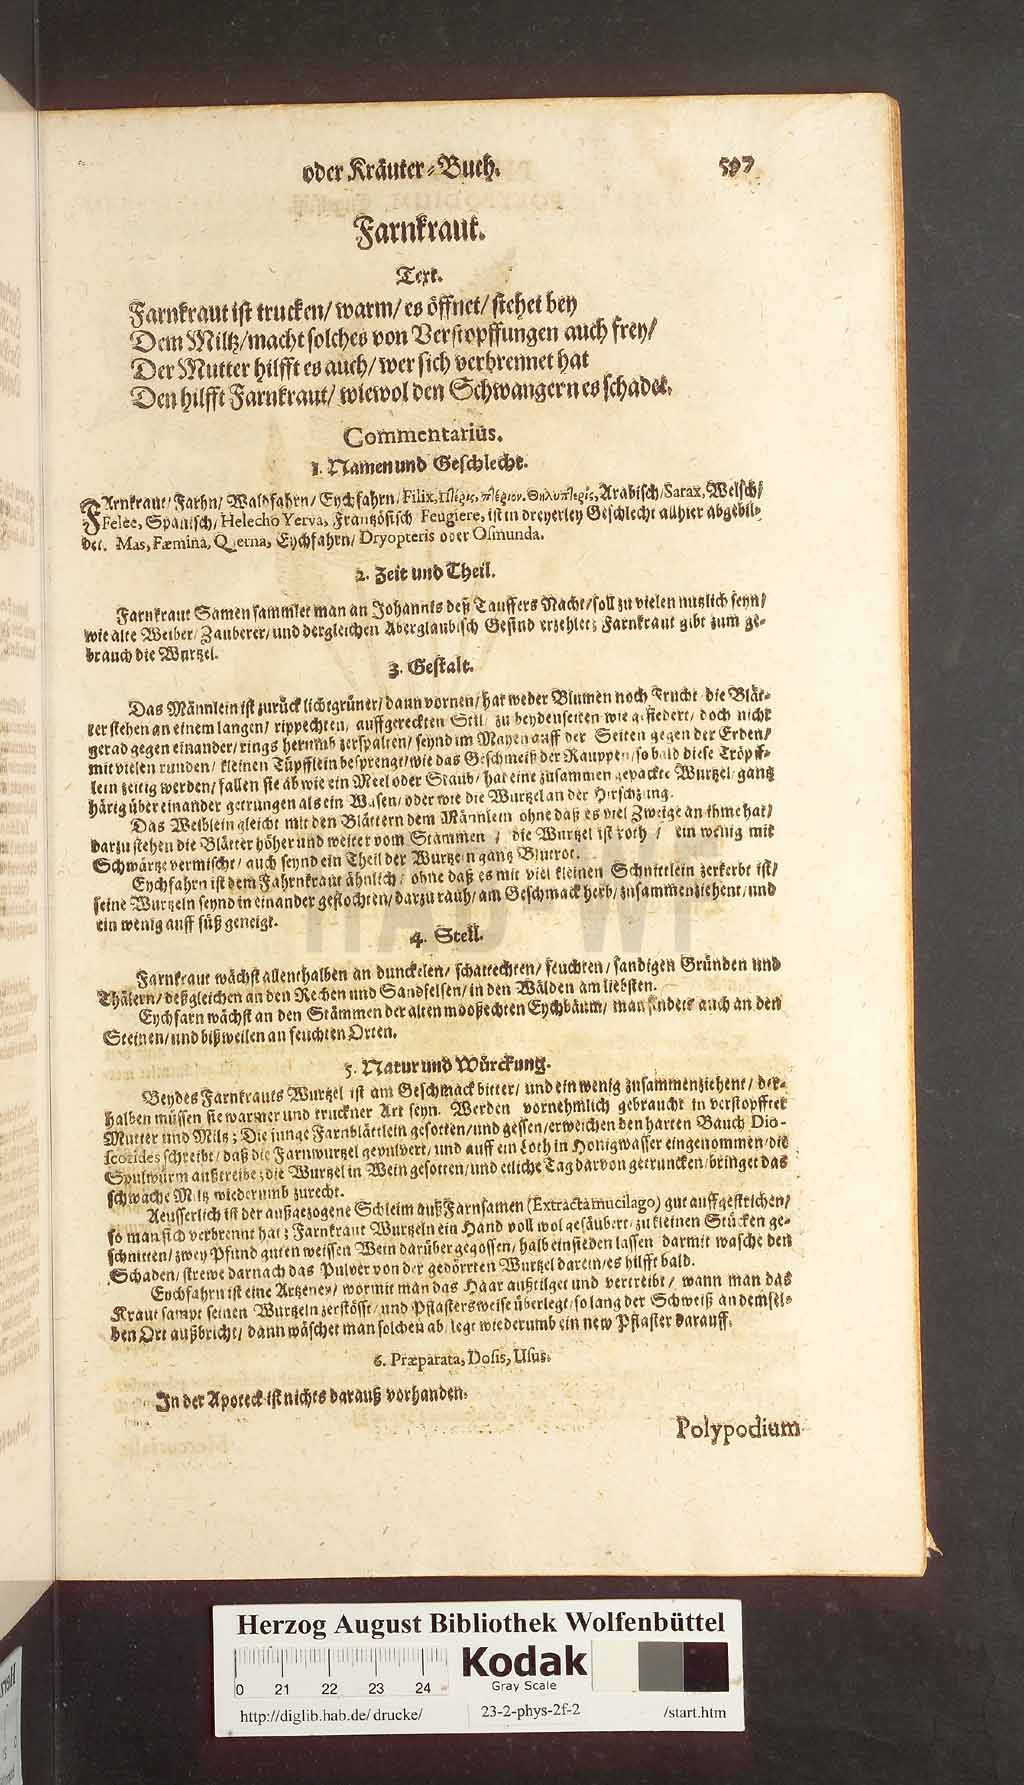 oder Kräuter-Buch.
597
Farnkraut.
Text.
Farnkraut ist trucken/ warm/ es öffnet/ stehet bey
Dem Miltz/ macht solches von Verstopffungen auch frey/
Der Mutter hilfft es auch/ wer sich verbrennet hat
Den hilfft Farnkraut/ wiewol den Schwangern es schadet.
Commentarius.
1. Namen und Geschlecht.
FArnkraut/ Farhn/ Waldfahrn/ Eychfahrn/ Filix, Πτέρις, πτέριον, Θηλυπτερίς, Arabisch/ Sarax, Welsch/
Felee, Spanisch/ Helecho Yerva, Frantzösisch Feugiere, ist in dreyerley Geschlecht allhier abgebil-
det. Mas, Fæmina, Querna, Eychfahrn/ Dryopteris oder Osmunda.
2. Zeit und Theil.
Farnkraut Samen sammlet man an Johannis deß Tauffers Nacht/ soll zu vielen nutzlich seyn/
wie alte Weiber/ Zauberer/ und dergleichen Aberglaubisch Gesind erzehlet; Farnkraut gibt zum ge-
brauch die Wurtzel.
3. Gestalt.
Das Männlein ist zurück lichtgrüner/ dann vornen/ hat weder Blumen noch Frucht/ die Blät-
ter stehen an einem langen/ rippechten/ auffgereckten Stil/ zu beydenseiten wie gefiedert/ doch nicht
gerad gegen einander/ rings herumb zerspalten/ seynd im Mayen auff der Seiten gegen der Erden/
mit vielen runden/ kleinen Tüpfflein besprengt/ wie das Geschmeiß der Rauppen/ so bald diese Tröpff-
lein zeitig werden/ fallen sie ab wie ein Meel oder Staub/ hat eine zusammen gepackte Wurtzel/ gantz
härig über einander getrungen als ein Wasen/ oder wie die Wurtzel an der Hirschzung.
Das Weiblein gleicht mit den Blättern dem Männlein ohne daß es viel Zweige an ihme hat/
darzu stehen die Blätter höher und weiter vom Stammen / die Wurtzel ist roth / ein wenig mit
Schwärtze vermischt/ auch seynd ein Theil der Wurtzeln gantz Blutrot.
Eychfahrn ist dem Fahrnkraut ähnlich/ ohne daß es mit viel kleinen Schnittlein zerkerbt ist/
seine Wurtzeln seynd in einander geflochten/ darzu rauh/ am Geschmack herb/ zusammenziehent/ und
ein wenig auff süß geneigt.
4. Stell.
Farnkraut wächst allenthalben an dunckelen/ schattechten/ feuchten/ sandigen Gründen und
Thälern/ deßgleichen an den Rechen und Sandfelsen/ in den Wälden am liebsten.
Eychfarn wächst an den Stämmen der alten mooßechten Eychbäum/ man findets auch an den
Steinen/ und bißweilen an feuchten Orten.
5. Natur und Würckung.
Beydes Farnkrauts Wurtzel ist am Geschmack bitter/ und ein wenig zusammenziehent/ der-
halben müssen sie warmer und truckner Art seyn. Werden vornehmlich gebraucht in verstopffter
Mutter und Miltz; Die junge Farnblättlein gesotten/ und gessen/ erweichen den harten Bauch Dio-
scorides schreibt/ daß die Farnwurtzel gepulvert/ und auff ein Loth in Honigwasser eingenommen/ die
Spulwürm außtreibe; die Wurtzel in Wein gesotten/ und etliche Tag darvon getruncken/ bringet das
schwache Miltz wiederumb zurecht.
Aeusserlich ist der außgezogene Schleim auß Farnsamen (Extracta mucilago) gut auffgestrichen/
so man sich verbrennt hat; Farnkraut Wurtzeln ein Hand voll wol gesäubert/ zu kleinen Stücken ge-
schnitten/ zwey Pfund guten weissen Wein darüber gegossen/ halb einsieden lassen darmit wasche den
Schaden/ strewe darnach das Pulver von der gedörrten Wurtzel darein/ es hilfft bald.
Eychfahrn ist eine Artzeney/ wormit man das Haar außtilget und vertreibt/ wann man das
Kraut sampt seinen Wurtzeln zerstösst/ und Pflastersweise überlegt/ so lang der Schweiß an demsel-
ben Ort außbricht/ dann wäschet man solchen ab/ legt wiederumb ein new Pflaster darauff.
6. Præparata, Dosis, Usus.
In der Apoteck ist nichts darauß vorhanden.
Polypodium
HAB-WF
Herzog August Bibliothek Wolfenbüttel
0 21 22 23 24
Kodak
Gray Scale
http://diglib.hab.de/drucke/
23-2-phys-2f-2
/start.htm